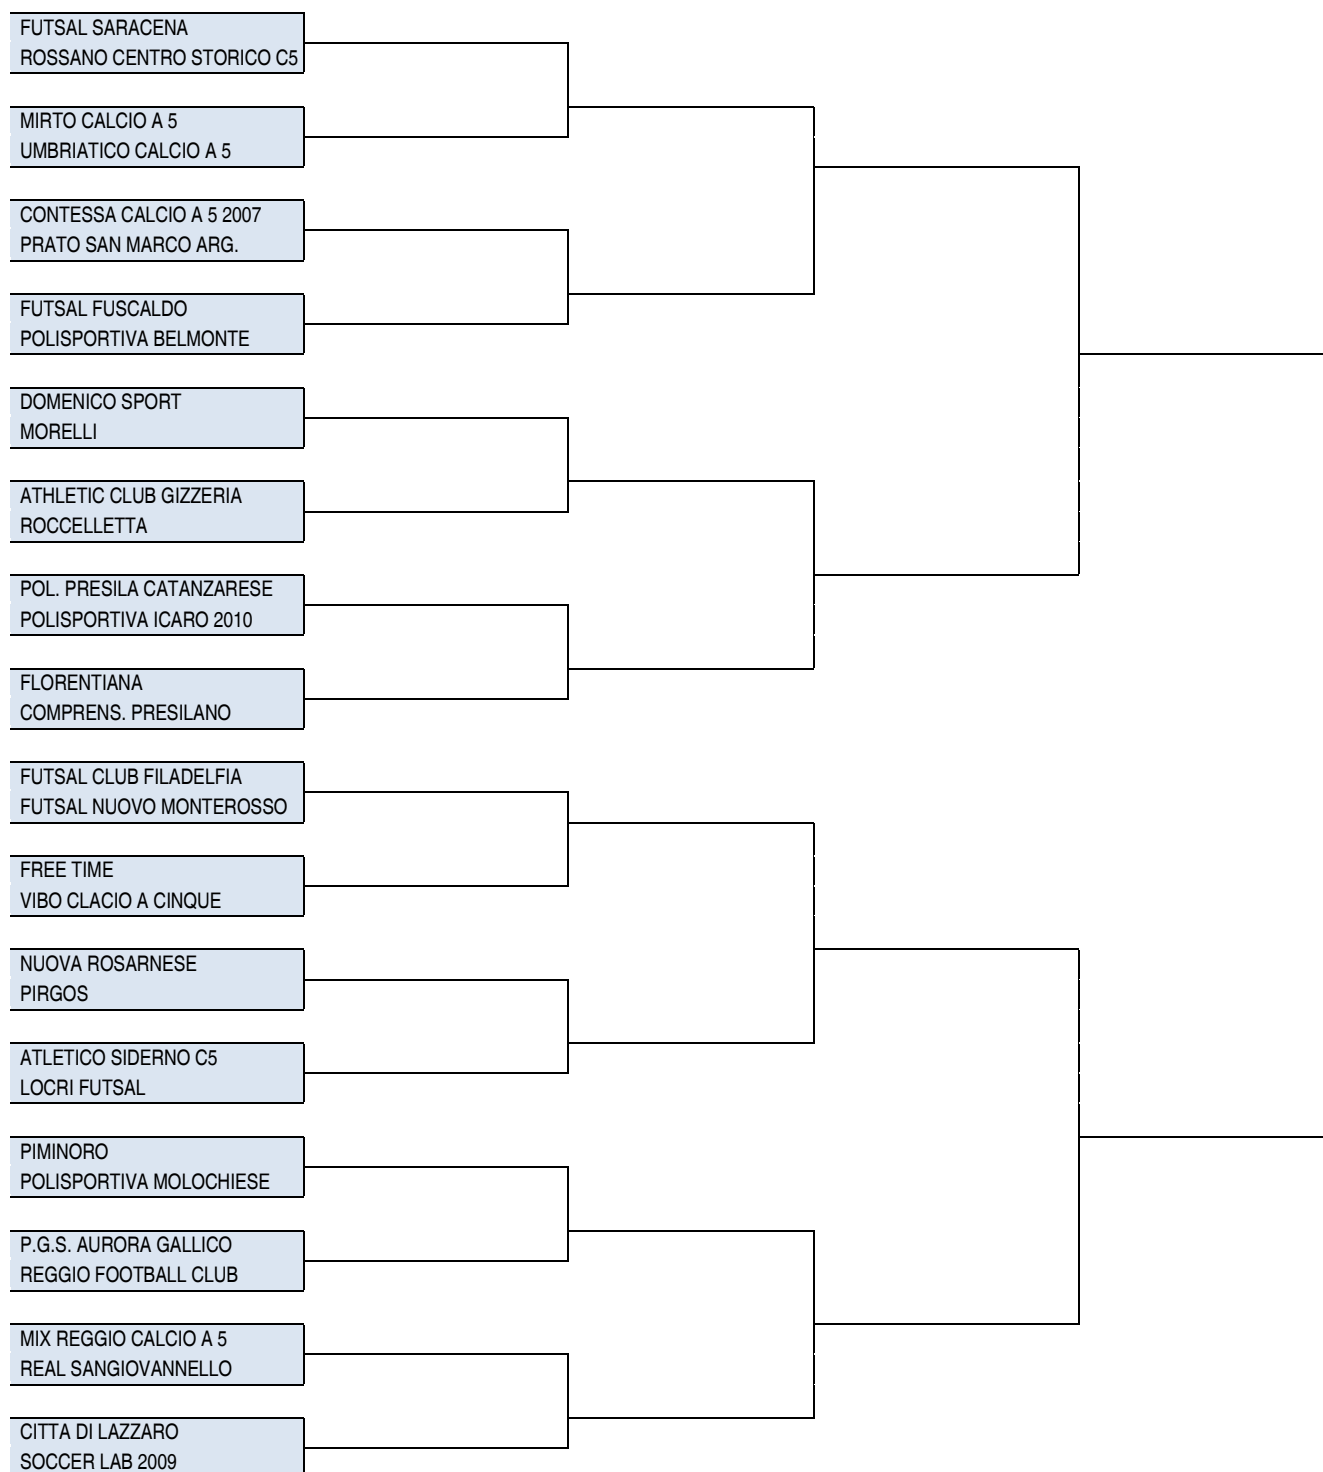 FUTSAL SARACENA
ROSSANO CENTRO STORICO C5
MIRTO CALCIO A 5
UMBRIATICO CALCIO A 5
CONTESSA CALCIO A 5 2007
PRATO SAN MARCO ARG.
FUTSAL FUSCALDO
POLISPORTIVA BELMONTE
DOMENICO SPORT
MORELLI
ATHLETIC CLUB GIZZERIA
ROCCELLETTA
POL. PRESILA CATANZARESE
POLISPORTIVA ICARO 2010
FLORENTIANA
COMPRENS. PRESILANO
FUTSAL CLUB FILADELFIA
FUTSAL NUOVO MONTEROSSO
FREE TIME
VIBO CLACIO A CINQUE
NUOVA ROSARNESE
PIRGOS
ATLETICO SIDERNO C5
LOCRI FUTSAL
PIMINORO
POLISPORTIVA MOLOCHIESE
P.G.S. AURORA GALLICO
REGGIO FOOTBALL CLUB
MIX REGGIO CALCIO A 5
REAL SANGIOVANNELLO
CITTA DI LAZZARO
SOCCER LAB 2009